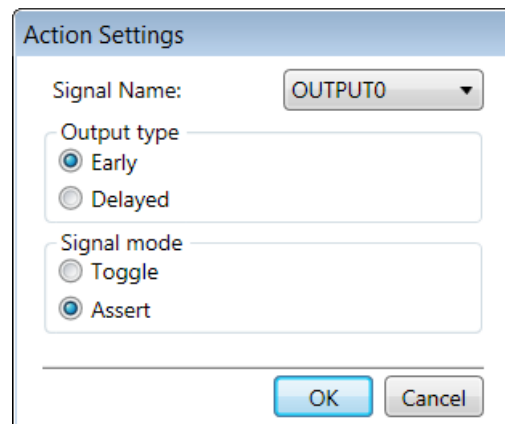 Action Settings
Signal Name: OUTPUT0
Output type
Early
Delayed
Signal mode
Toggle
Assert
OK Cancel